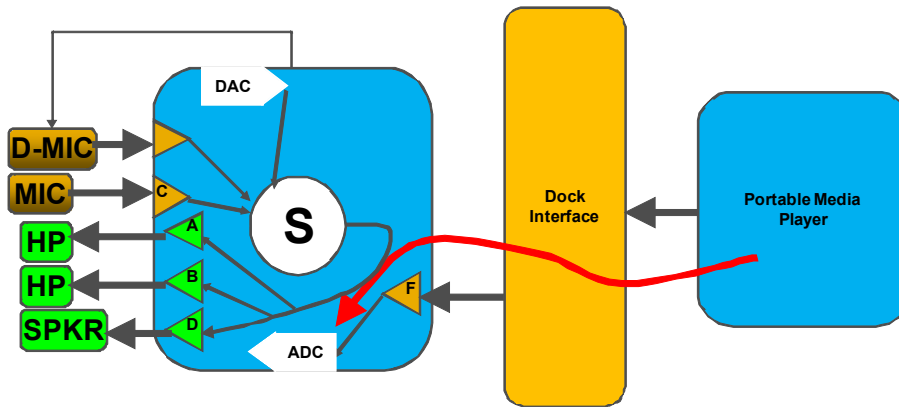 DAC
D-MIC
MIC
C
A
HP
S
B
HP
F
D
SPKR
ADC
Dock
Interface
Portable Media
Player